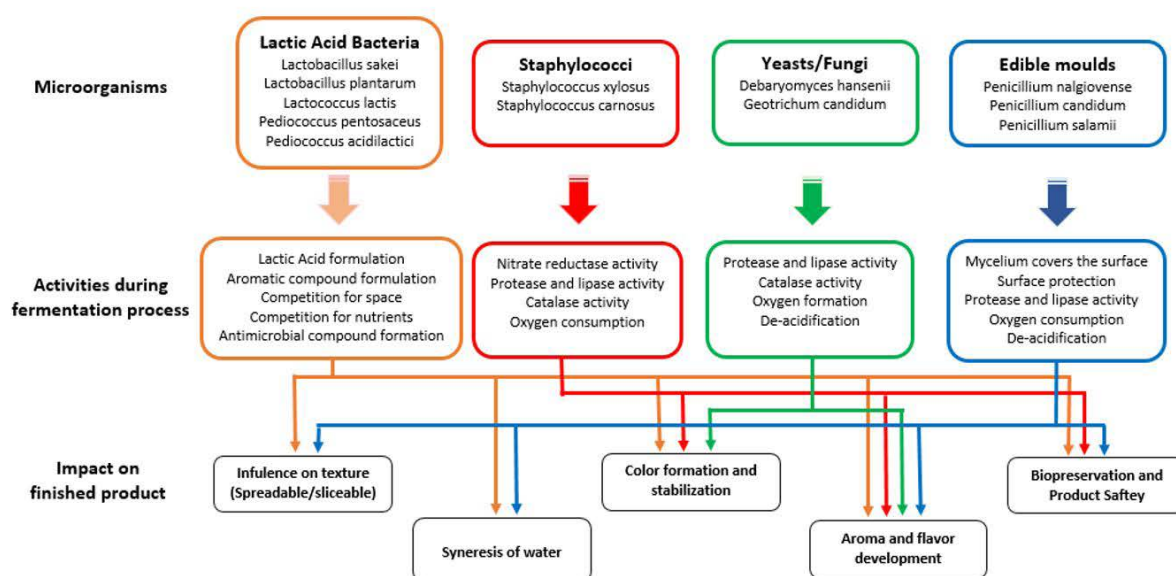 Microorganisms
Lactic Acid Bacteria
Lactobacillus sakei
Lactobacillus plantarum
Lactococcus lactis
Pediococcus pentosaceus
Pediococcus acidilactici
Staphylococci
Staphylococcus xylosus
Staphylococcus carnosus
Yeasts/Fungi
Debaryomyces hansenii
Geotrichum candidum
Edible moulds
Penicillium nalgiovense
Penicillium candidum
Penicillium salamii
Activities during
fermentation process
Lactic Acid formulation
Aromatic compound formulation
Competition for space
Competition for nutrients
Antimicrobial compound formation
Nitrate reductase activity
Protease and lipase activity
Catalase activity
Oxygen consumption
Protease and lipase activity
Catalase activity
Oxygen formation
De-acidification
Mycelium covers the surface
Surface protection
Protease and lipase activity
Oxygen consumption
De-acidification
Impact on
finished product
Infulence on texture
(Spreadable/sliceable)
Syneresis of water
Color formation and
stabilization
Aroma and flavor
development
Biopreservation and
Product Saftey